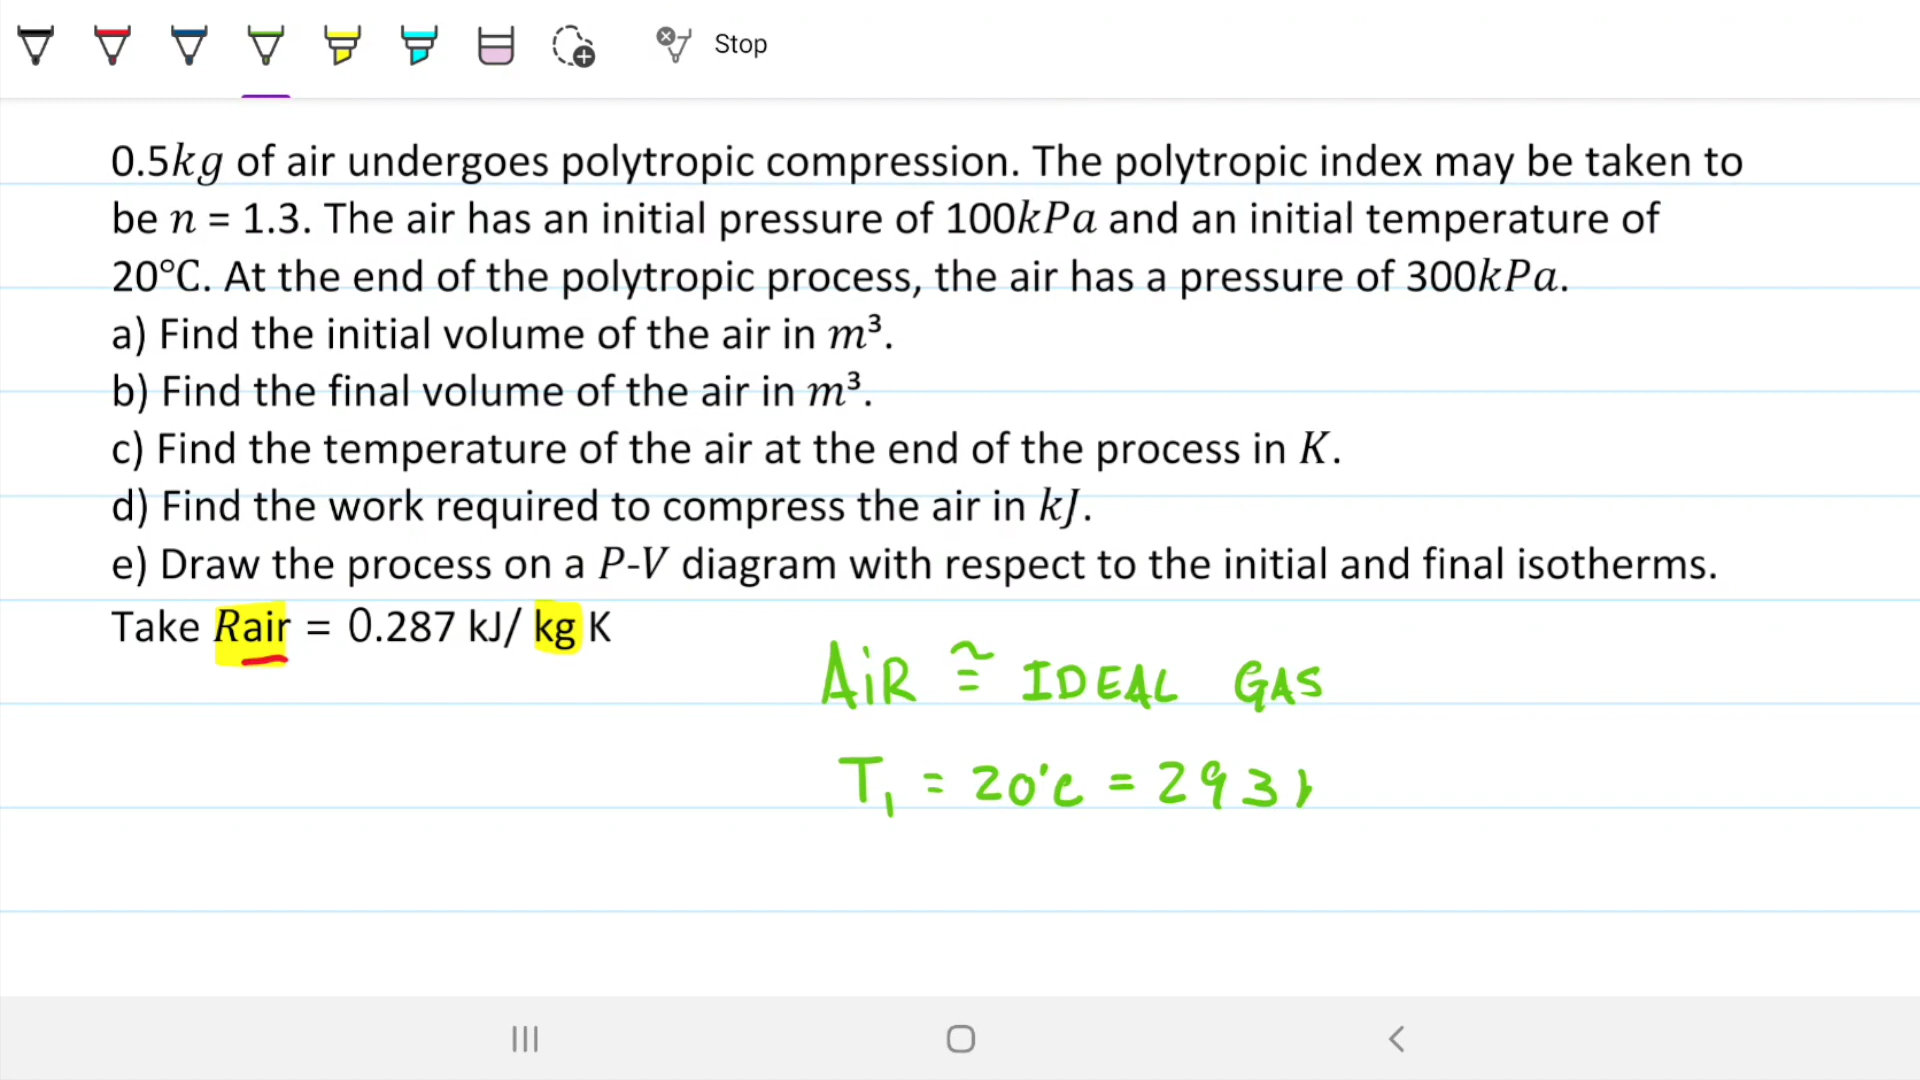 Stop
0.5kg of air undergoes polytropic compression. The polytropic index may be taken to
be n = 1.3. The air has an initial pressure of 100kPa and an initial temperature of
20°C. At the end of the polytropic process, the air has a pressure of 300kPa.
a) Find the initial volume of the air in m³.
b) Find the final volume of the air in m³.
c) Find the temperature of the air at the end of the process in K.
d) Find the work required to compress the air in kJ.
e) Draw the process on a P-V diagram with respect to the initial and final isotherms.
Take Rair = 0.287 kJ/ kg K
AiR ≅ IDEAL GAS
T₁ = 20°C = 293